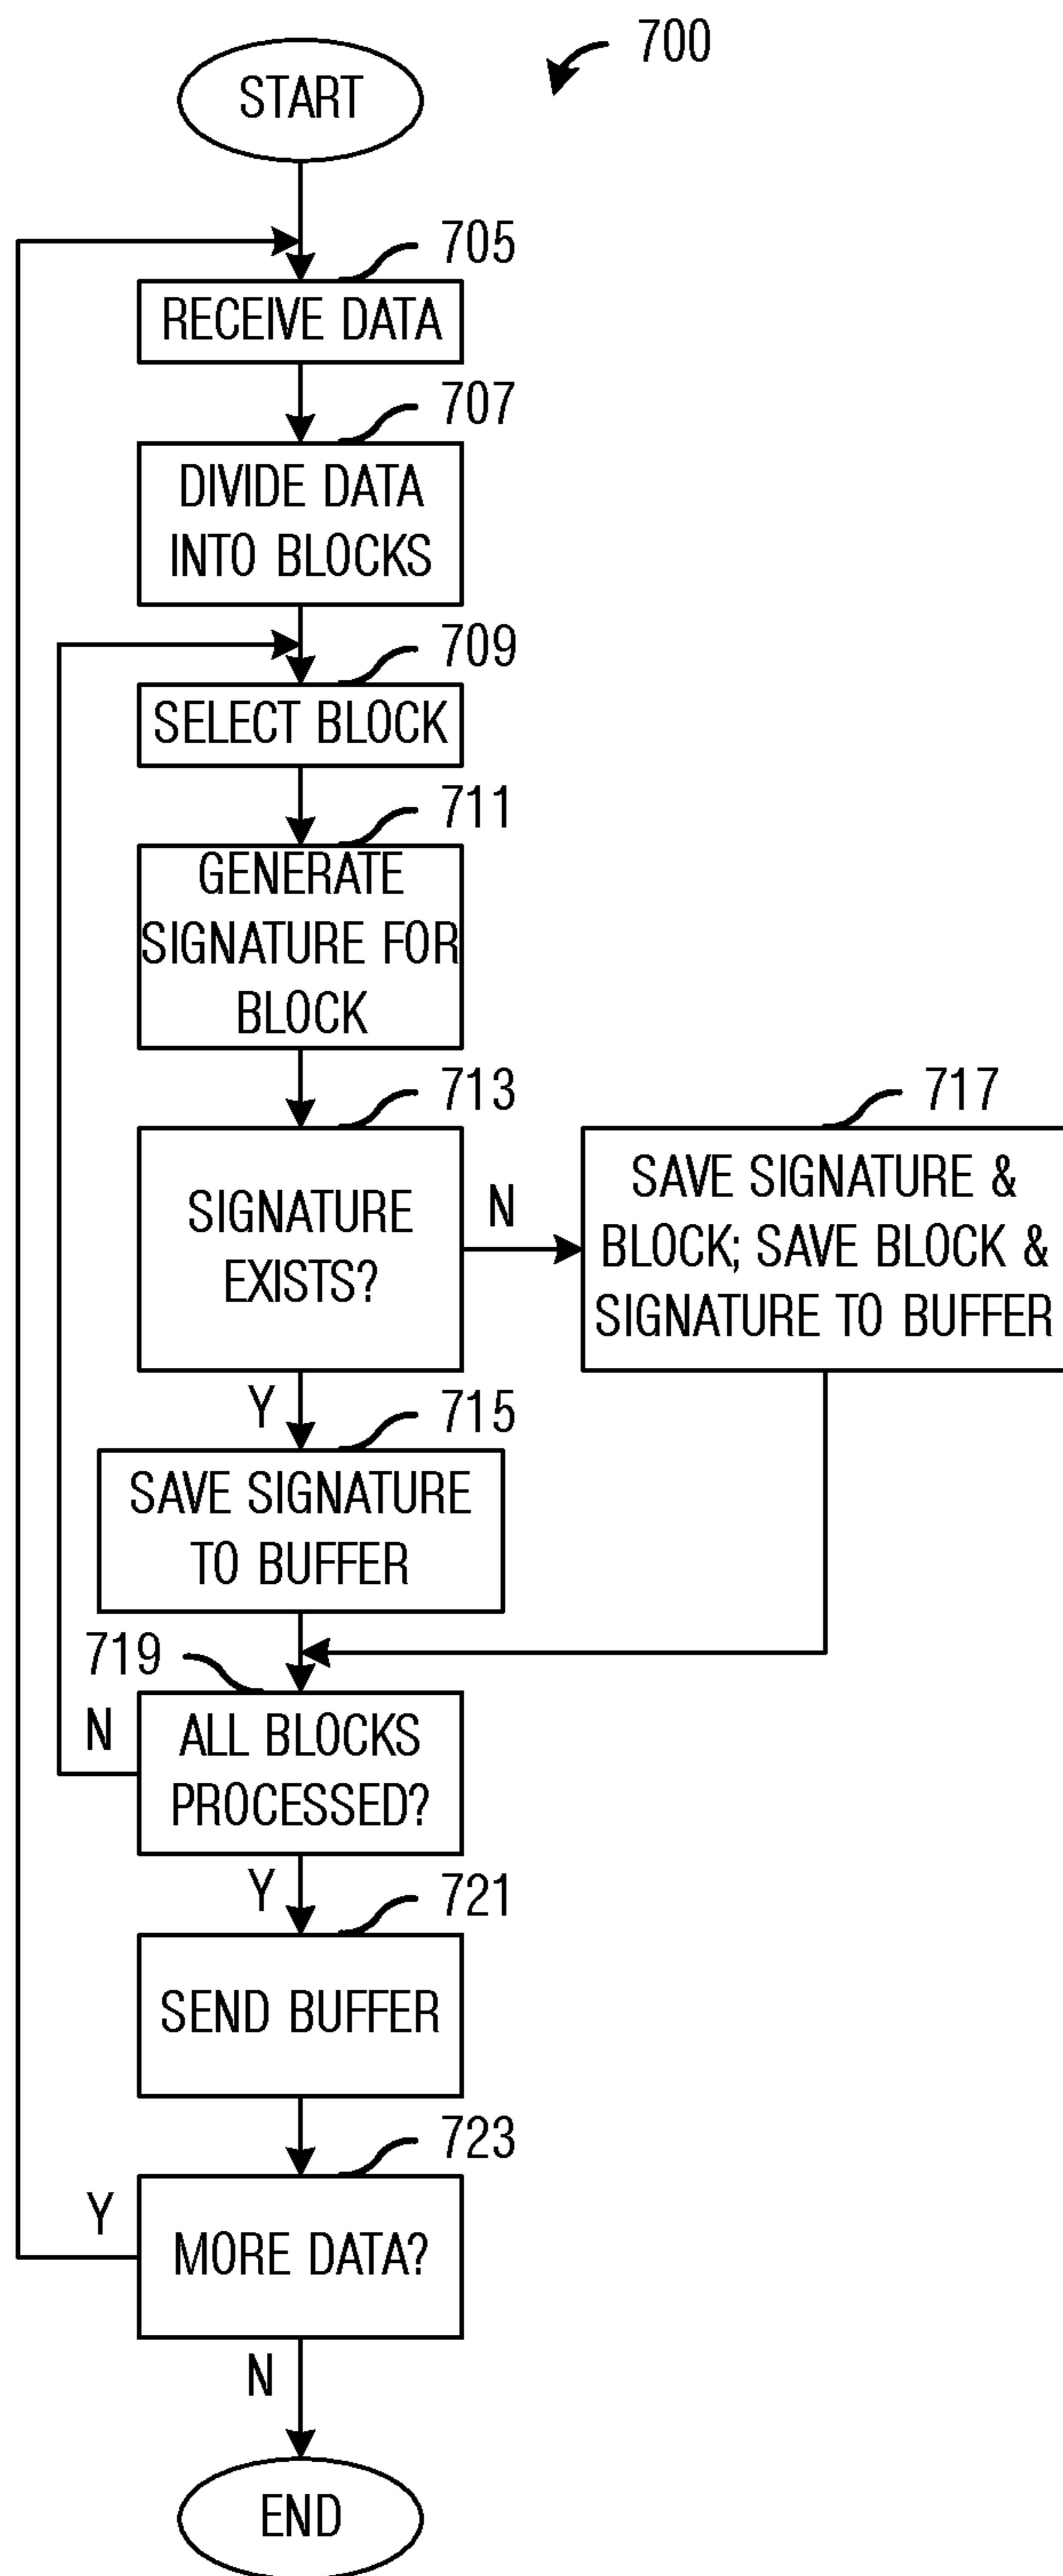 700
START
705
RECEIVE DATA
707
DIVIDE DATA
INTO BLOCKS
709
SELECT BLOCK
711
GENERATE
SIGNATURE FOR
BLOCK
713
SIGNATURE
EXISTS?
N
717
SAVE SIGNATURE &
BLOCK; SAVE BLOCK &
SIGNATURE TO BUFFER
Y
715
SAVE SIGNATURE
TO BUFFER
719
N
ALL BLOCKS
PROCESSED?
Y
721
SEND BUFFER
723
Y
MORE DATA?
N
END